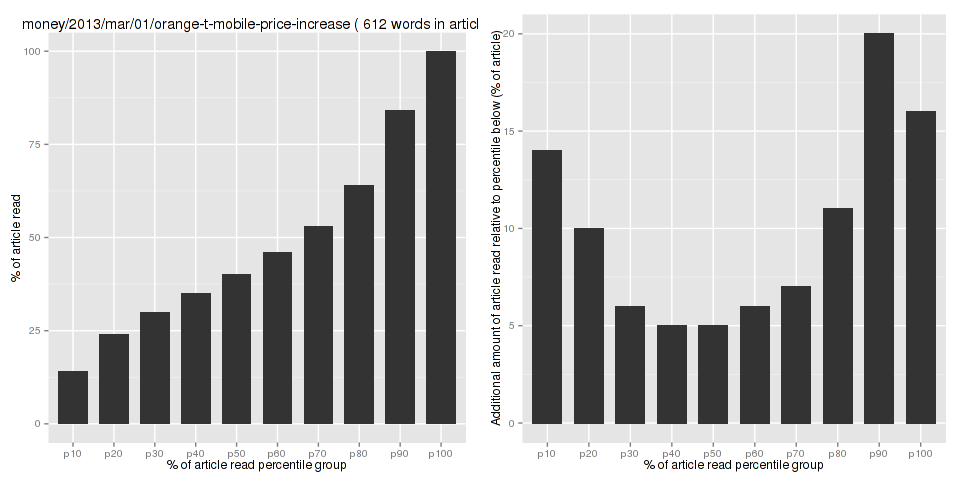 money/2013/mar/01/orange-t-mobile-price-increase ( 612 words in articl
% of article read
100
75
50
25
0
p10 p20 p30 p40 p50 p60 p70 p80 p90 p100
% of article read percentile group
Additional amount of article read relative to percentile below (% of article)
20
15
10
5
0
p10 p20 p30 p40 p50 p60 p70 p80 p90 p100
% of article read percentile group